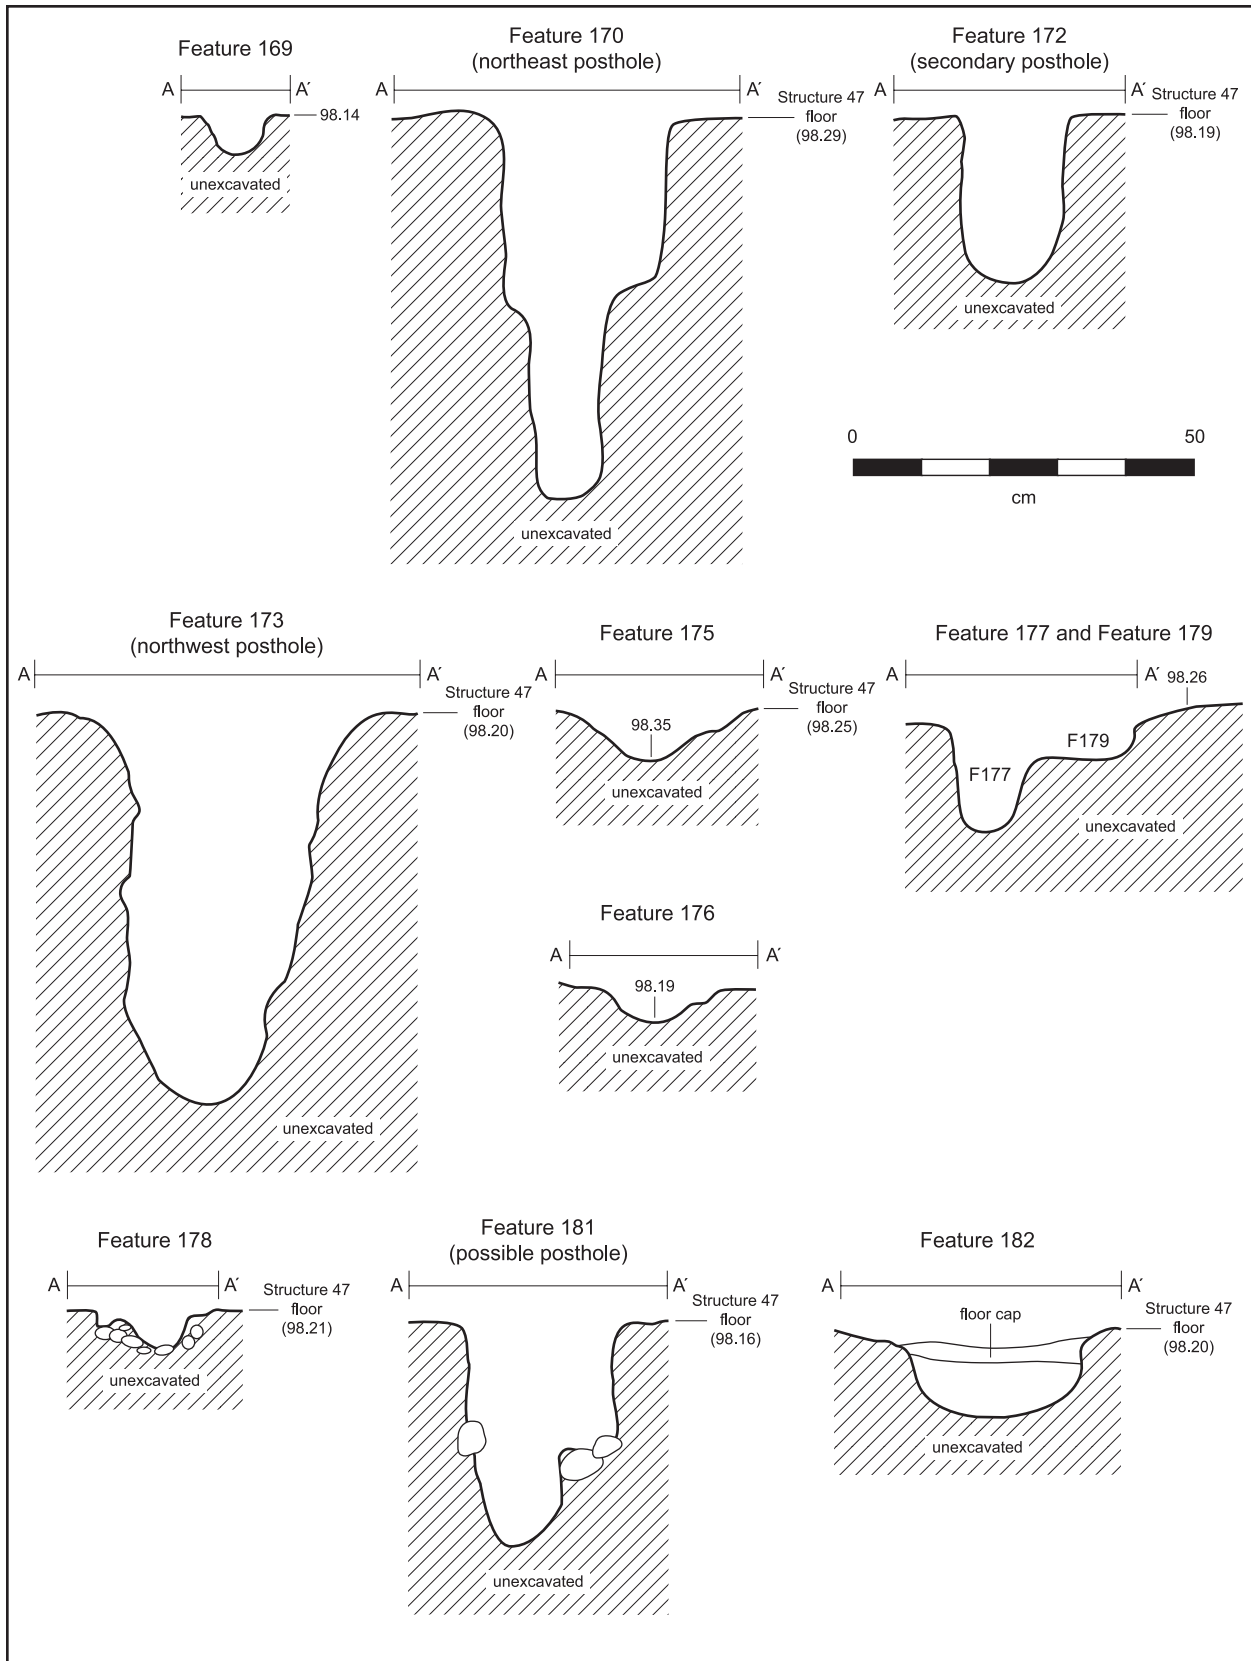 Feature 169
A A′
98.14
unexcavated
Feature 170
(northeast posthole)
A A′
Structure 47
floor
(98.29)
unexcavated
Feature 172
(secondary posthole)
A A′
Structure 47
floor
(98.19)
unexcavated
0 50
cm
Feature 173
(northwest posthole)
A A′
Structure 47
floor
(98.20)
unexcavated
Feature 175
A A′
Structure 47
floor
(98.25)
98.35
unexcavated
Feature 177 and Feature 179
A A′
98.26
F179
F177
unexcavated
Feature 176
A A′
98.19
unexcavated
Feature 178
A A′
Structure 47
floor
(98.21)
unexcavated
Feature 181
(possible posthole)
A A′
Structure 47
floor
(98.16)
unexcavated
Feature 182
A A′
floor cap
Structure 47
floor
(98.20)
unexcavated